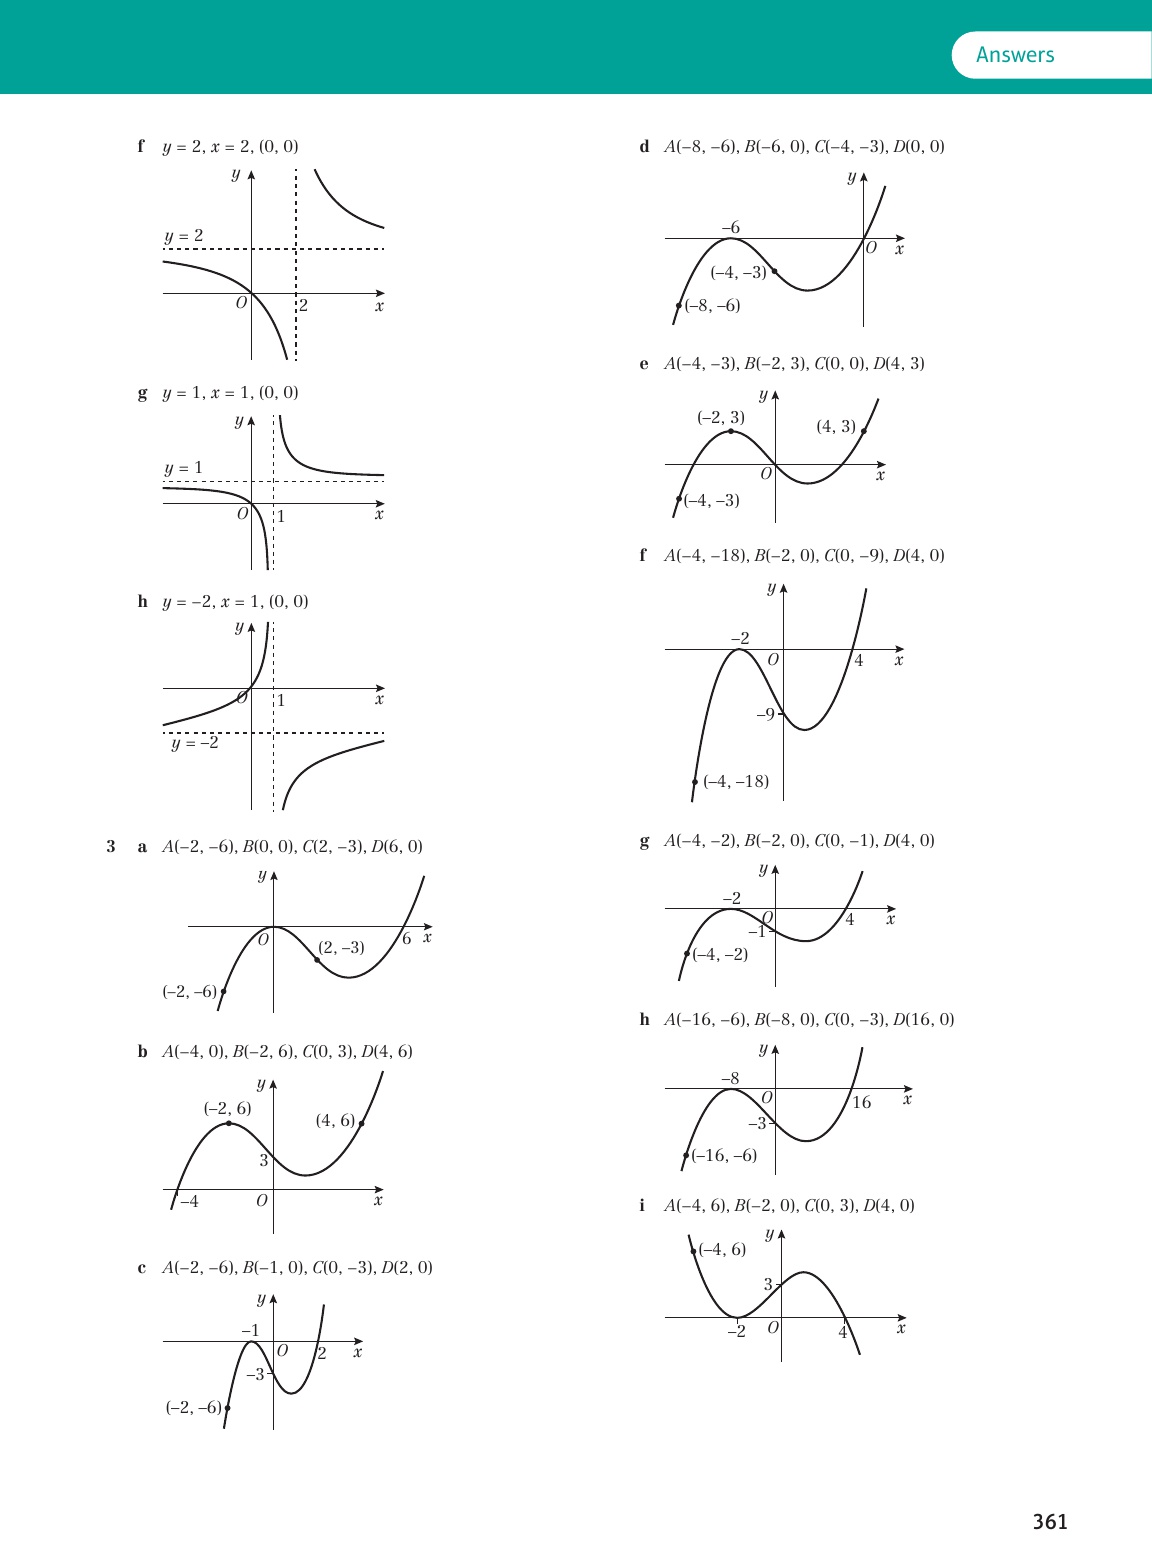 Answers
f y = 2, x = 2, (0, 0)
y
y = 2
O 2 x
g y = 1, x = 1, (0, 0)
y
y = 1
O 1 x
h y = –2, x = 1, (0, 0)
y
O 1 x
y = –2
3 a A(–2, –6), B(0, 0), C(2, –3), D(6, 0)
y
O 6 x
(2, –3)
(–2, –6)
b A(–4, 0), B(–2, 6), C(0, 3), D(4, 6)
y
(–2, 6)
(4, 6)
3
–4 O x
c A(–2, –6), B(–1, 0), C(0, –3), D(2, 0)
y
–1
O 2 x
–3
(–2, –6)
d A(–8, –6), B(–6, 0), C(–4, –3), D(0, 0)
y
–6
O x
(–4, –3)
(–8, –6)
e A(–4, –3), B(–2, 3), C(0, 0), D(4, 3)
y
(–2, 3)
(4, 3)
O x
(–4, –3)
f A(–4, –18), B(–2, 0), C(0, –9), D(4, 0)
y
–2
O 4 x
–9
(–4, –18)
g A(–4, –2), B(–2, 0), C(0, –1), D(4, 0)
y
–2
O 4 x
–1
(–4, –2)
h A(–16, –6), B(–8, 0), C(0, –3), D(16, 0)
y
–8
O 16 x
–3
(–16, –6)
i A(–4, 6), B(–2, 0), C(0, 3), D(4, 0)
y
(–4, 6)
3
–2 O 4 x
361